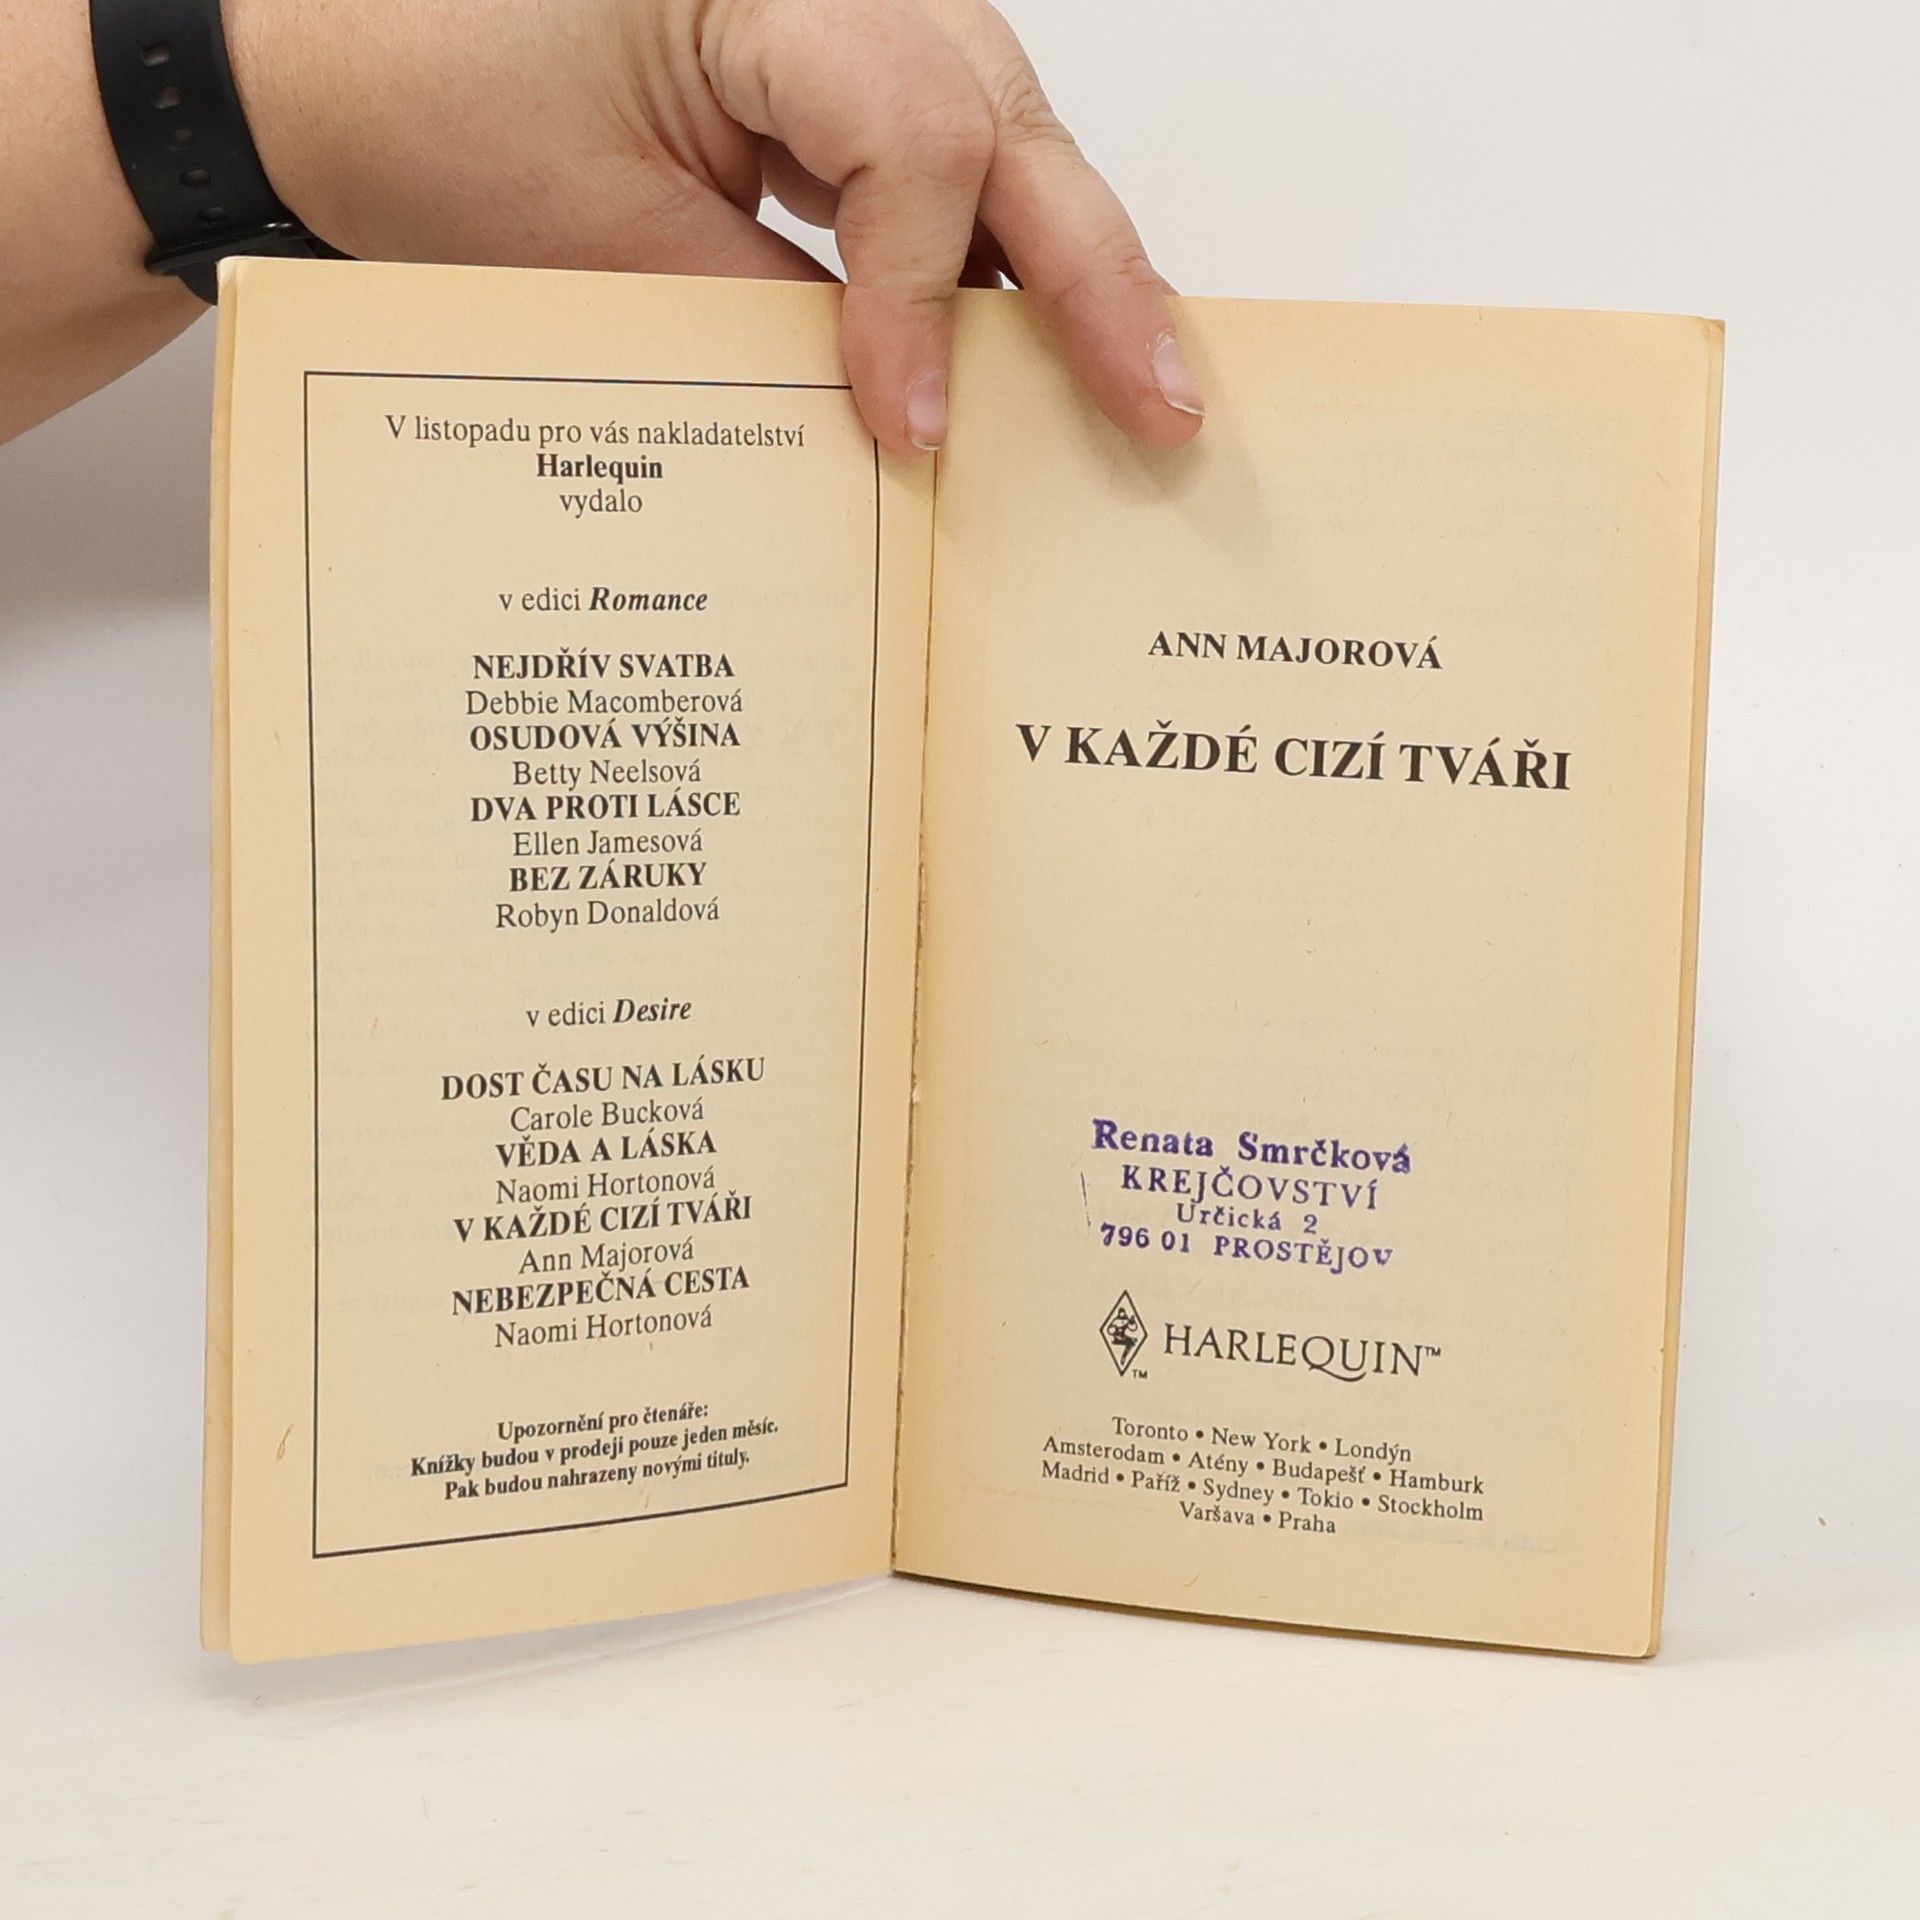 V listopadu pro vás nakladatelství
Harlequin
vydalo
v edici Romance
NEJDŘÍV SVATBA
Debbie Macomberová
OSUDOVÁ VÝŠINA
Betty Neelsová
DVA PROTI LÁSCE
Ellen Jamesová
BEZ ZÁRUKY
Robyn Donaldová
v edici Desire
DOST ČASU NA LÁSKU
Carole Bucková
VĚDA A LÁSKA
Naomi Hortonová
V KAŽDÉ CIZÍ TVÁŘI
Ann Majorová
NEBEZPEČNÁ CESTA
Naomi Hortonová
Upozornění pro čtenáře:
Knížky budou v prodeji pouze jeden měsíc.
Pak budou nahrazeny novými tituly.
ANN MAJOROVÁ
V KAŽDÉ CIZÍ TVÁŘI
Renata Smrčková
KREJČOVSTVÍ
Určická 2
796 01 PROSTĚJOV
HARLEQUIN™
TM
Toronto • New York • Londýn
Amsterodam • Atény • Budapešť • Hamburk
Madrid • Paříž • Sydney • Tokio • Stockholm
Varšava • Praha